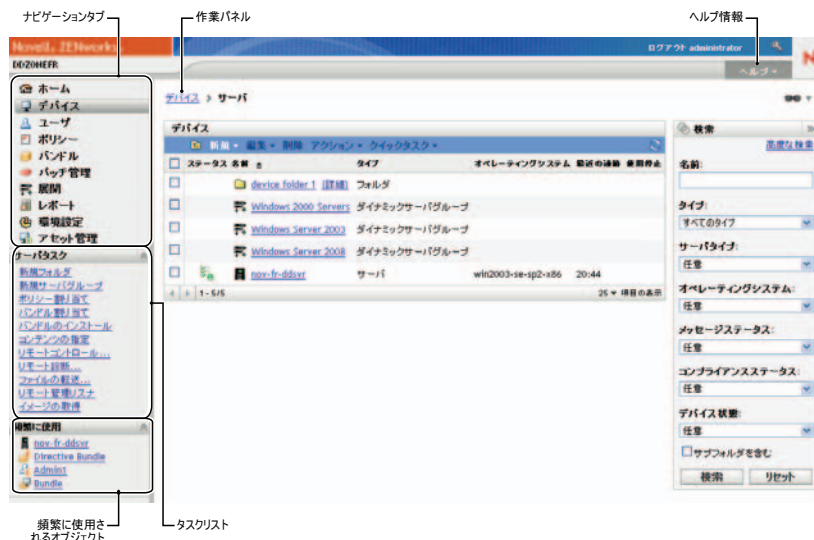 ナビゲーションタブ
作業パネル
ヘルプ情報
Novell. ZENworks
ログアウト administrator
DDZONEFR
ヘルプ
ホーム
デバイス
ユーザ
ポリシー
バンドル
パッチ管理
展開
レポート
環境設定
アセット管理
サーバタスク
新規フォルダ
新規サーバグループ
ポリシー割り当て
バンドル割り当て
バンドルのインストール
コンテンツの指定
リモートコントロール...
リモート診断...
ファイルの転送...
リモート管理リスナ
イメージの取得
頻繁に使用
nov-fr-ddsvr
Directive Bundle
Admin1
Bundle
デバイス > サーバ
デバイス
新規 編集 削除 アクション クイックタスク
ステータス 名前 タイプ オペレーティングシステム 最近の連絡 使用停止
device folder 1 (詳細) フォルダ
Windows 2000 Servers ダイナミックサーバグループ
Windows Server 2003 ダイナミックサーバグループ
Windows Server 2008 ダイナミックサーバグループ
nov-fr-ddsvr サーバ win2003-se-sp2-x86 20:44
1 - 5/5
25 項目の表示
検索
高度な検索
名前:
タイプ:
すべてのタイプ
サーバタイプ:
任意
オペレーティングシステム:
任意
メッセージステータス:
任意
コンプライアンスステータス:
任意
デバイス状態:
任意
サブフォルダを含む
検索 リセット
頻繁に使用さ
れるオブジェクト
タスクリスト